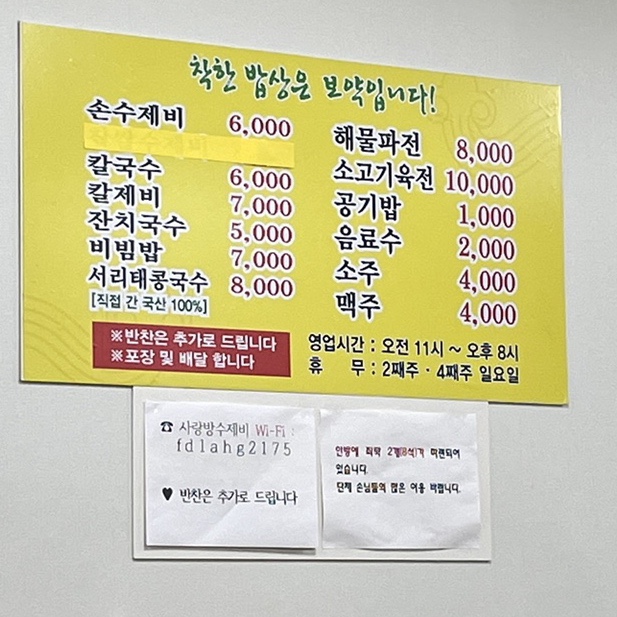 착한 밥상은 보약입니다!
손수제비 6,000
칼국수 6,000
칼제비 7,000
잔치국수 5,000
비빔밥 7,000
서리태콩국수 8,000
[직접 간 국산 100%]
※반찬은 추가로 드립니다
※포장 및 배달 합니다
해물파전 8,000
소고기육전 10,000
공기밥 1,000
음료수 2,000
소주 4,000
맥주 4,000
영업시간 : 오전 11시 ~ 오후 8시
휴 무 : 2째주 · 4째주 일요일
☎ 사랑방수제비 Wi-Fi :
fdlahg2175
♥ 반찬은 추가로 드립니다
안방에 좌탁 2개(8석)가 마련되어
있습니다.
단체 손님들의 많은 이용 바랍니다.